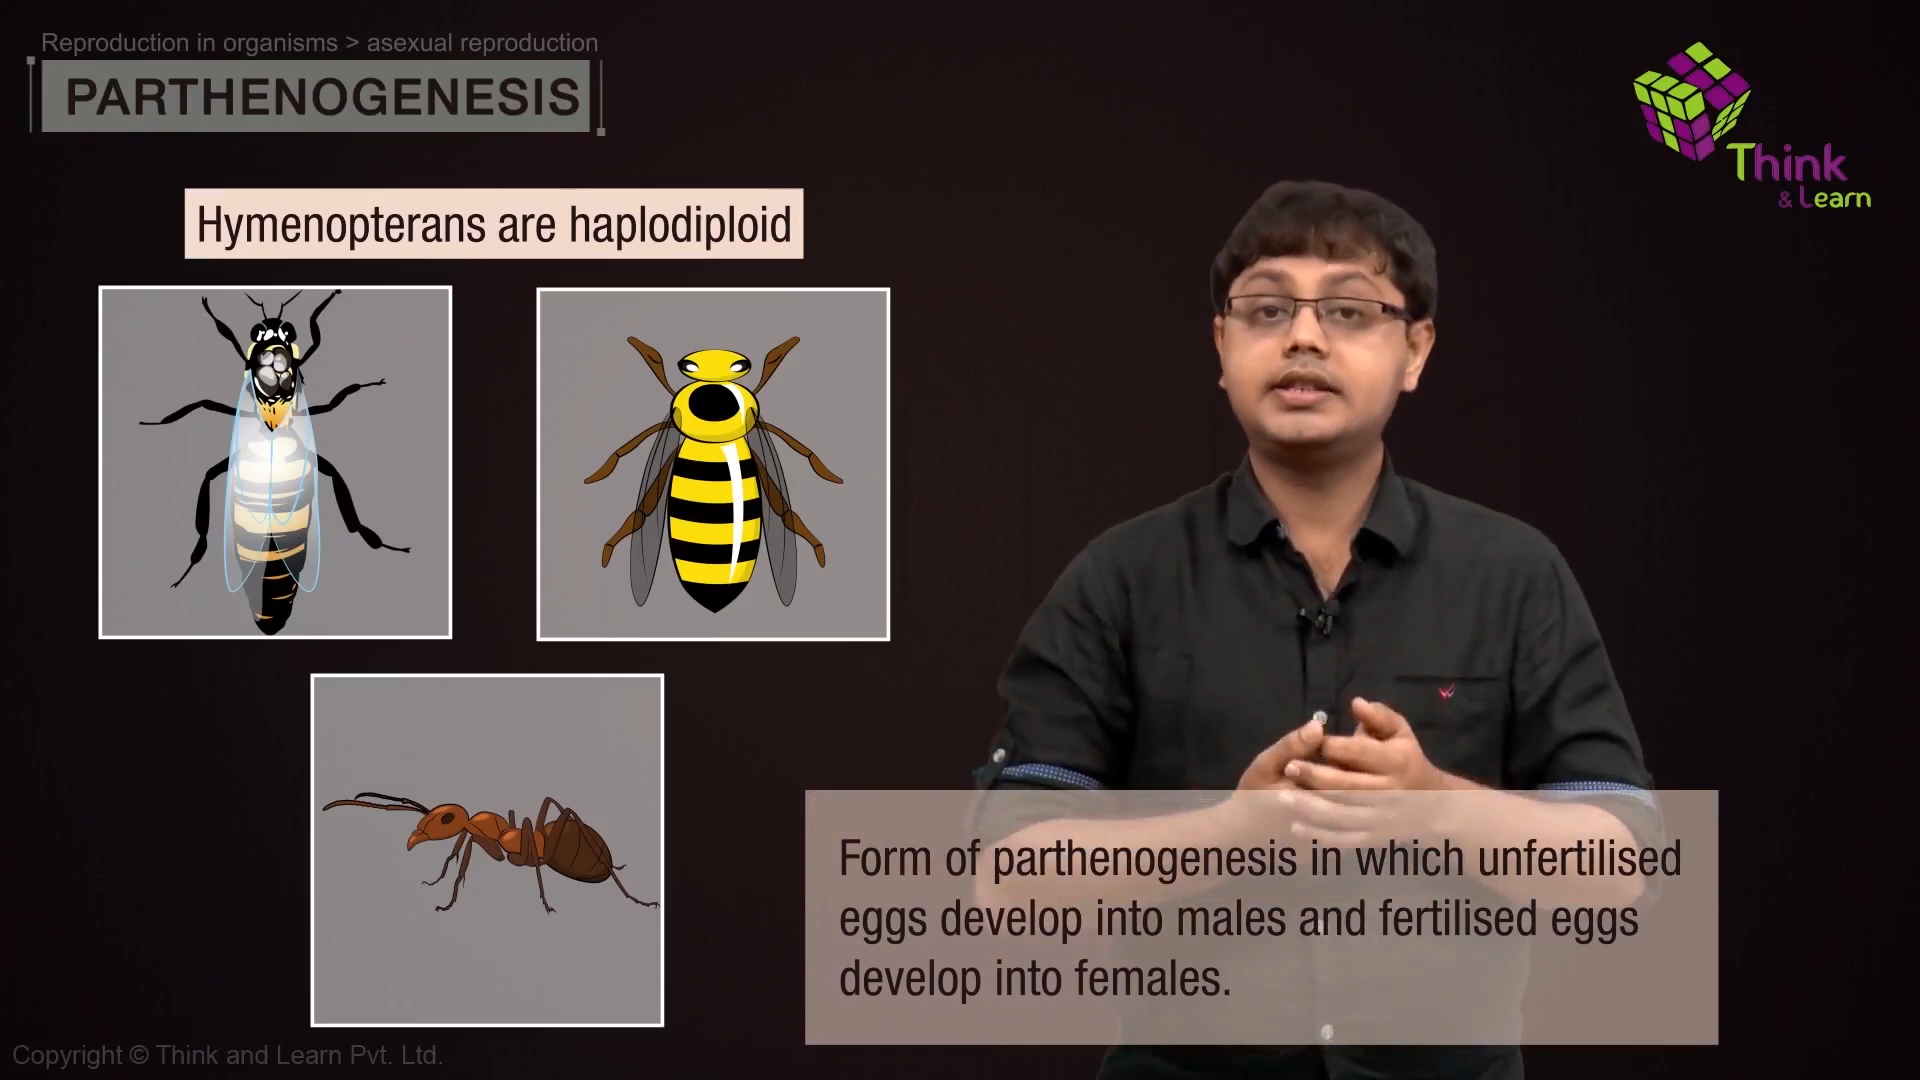 Reproduction in organisms > asexual reproduction
PARTHENOGENESIS
Think
& Learn
Hymenopterans are haplodiploid
Form of parthenogenesis in which unfertilised
eggs develop into males and fertilised eggs
develop into females.
Copyright © Think and Learn Pvt. Ltd.